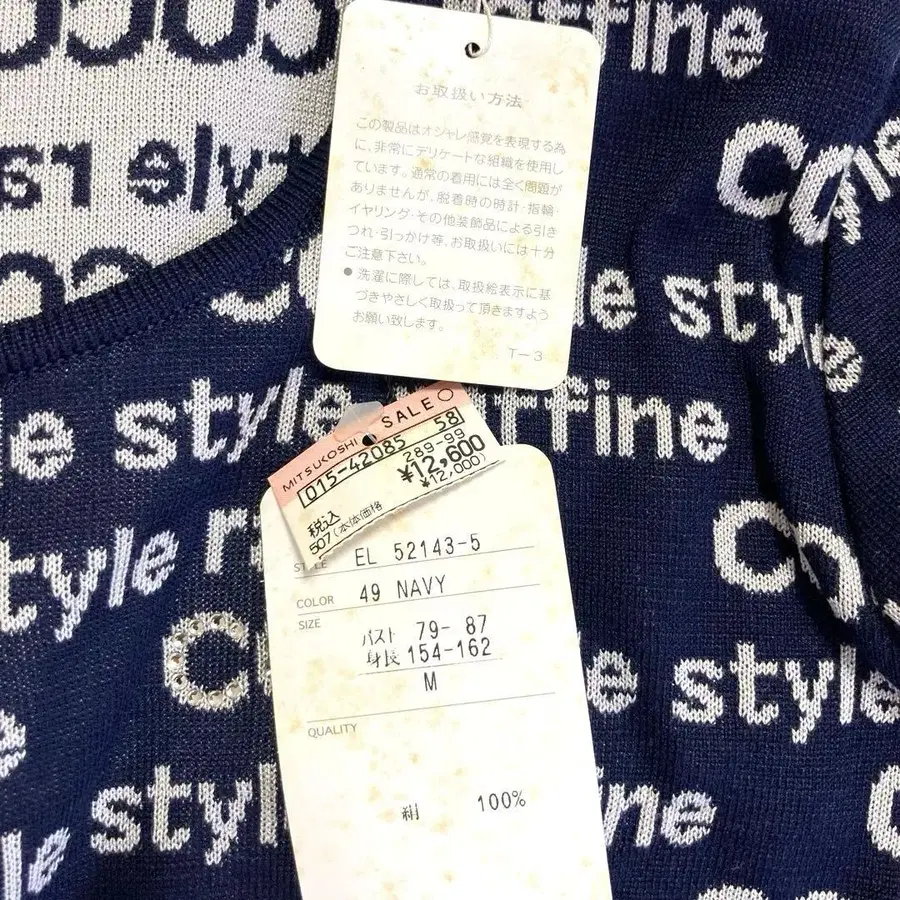 affine
お取扱い方法
この製品はオシャレ感覚を表現する為
に、非常にデリケートな組織を使用し
ています。通常の着用には全く問題が
ありませんが、脱着時の時計・指輪・
イヤリング・その他装飾品による引き
つれ・引っかけ等、お取扱いには十分
ご注意下さい。
● 洗濯に際しては、取扱絵表示に基
づきやさしく取扱って頂きますよう
お願い致します。
T-3
style
e style
affine
MITSUKOSHI SALE
015-42085 58
289-99
¥12,600
¥12,000)
税込
507(本体価格
STYLE EL 52143-5
COLOR 49 NAVY
SIZE
バスト 79-87
身長 154-162
M
QUALITY
絹 100%
style
style
e style
style
ine
yle